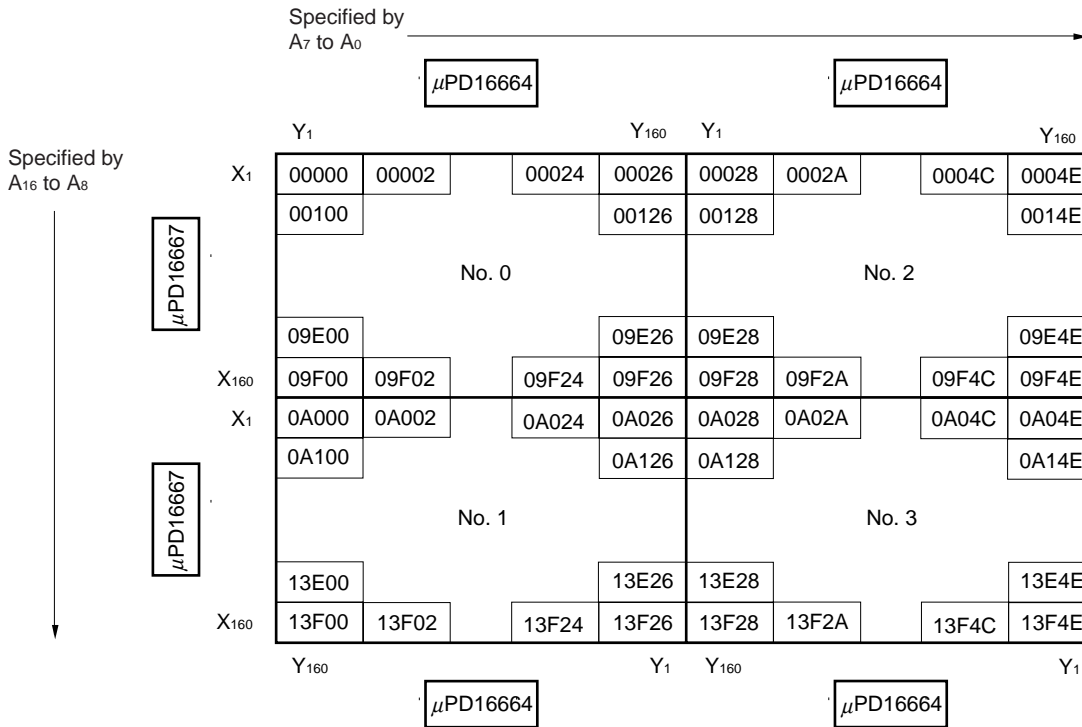 Specified by
A7 to A0
μPD16664 μPD16664
Y1 Y160 Y1 Y160
Specified by
A16 to A8
X1 00000 00002 00024 00026 00028 0002A 0004C 0004E
00100 00126 00128 0014E
μPD16667
No. 0 No. 2
09E00 09E26 09E28 09E4E
X160 09F00 09F02 09F24 09F26 09F28 09F2A 09F4C 09F4E
X1 0A000 0A002 0A024 0A026 0A028 0A02A 0A04C 0A04E
0A100 0A126 0A128 0A14E
μPD16667
No. 1 No. 3
13E00 13E26 13E28 13E4E
X160 13F00 13F02 13F24 13F26 13F28 13F2A 13F4C 13F4E
Y160 Y1 Y160 Y1
μPD16664 μPD16664